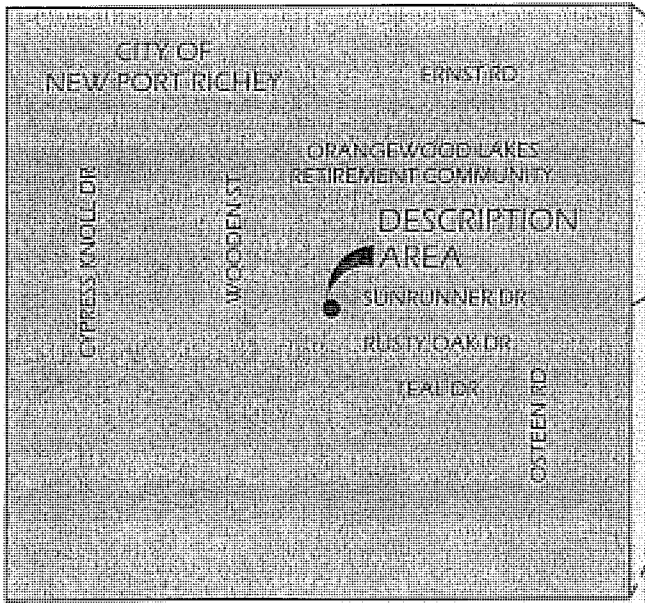 CITY OF
NEW PORT RICHLY
ERNST RD
ORANGEWOOD LAKES
RETIREMENT COMMUNITY
CYPRESS KNOLL DR
WOODEN ST
DESCRIPTION
AREA
SUNRUNNER DR
RUSTY OAK DR
TEAL DR
OSTEEN RD